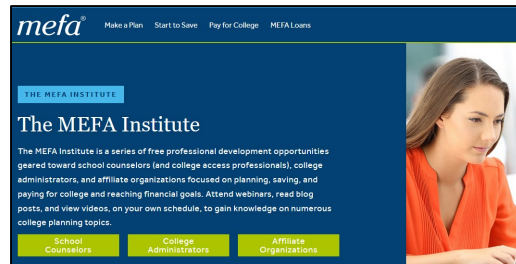 mefa® Make a Plan Start to Save Pay for College MEFA Loans
THE MEFA INSTITUTE
The MEFA Institute
The MEFA Institute is a series of free professional development opportunities
geared toward school counselors (and college access professionals), college
administrators, and affiliate organizations focused on planning, saving, and
paying for college and reaching financial goals. Attend webinars, read blog
posts, and view videos, on your own schedule, to gain knowledge on numerous
college planning topics.
School Counselors
College Administrators
Affiliate Organizations